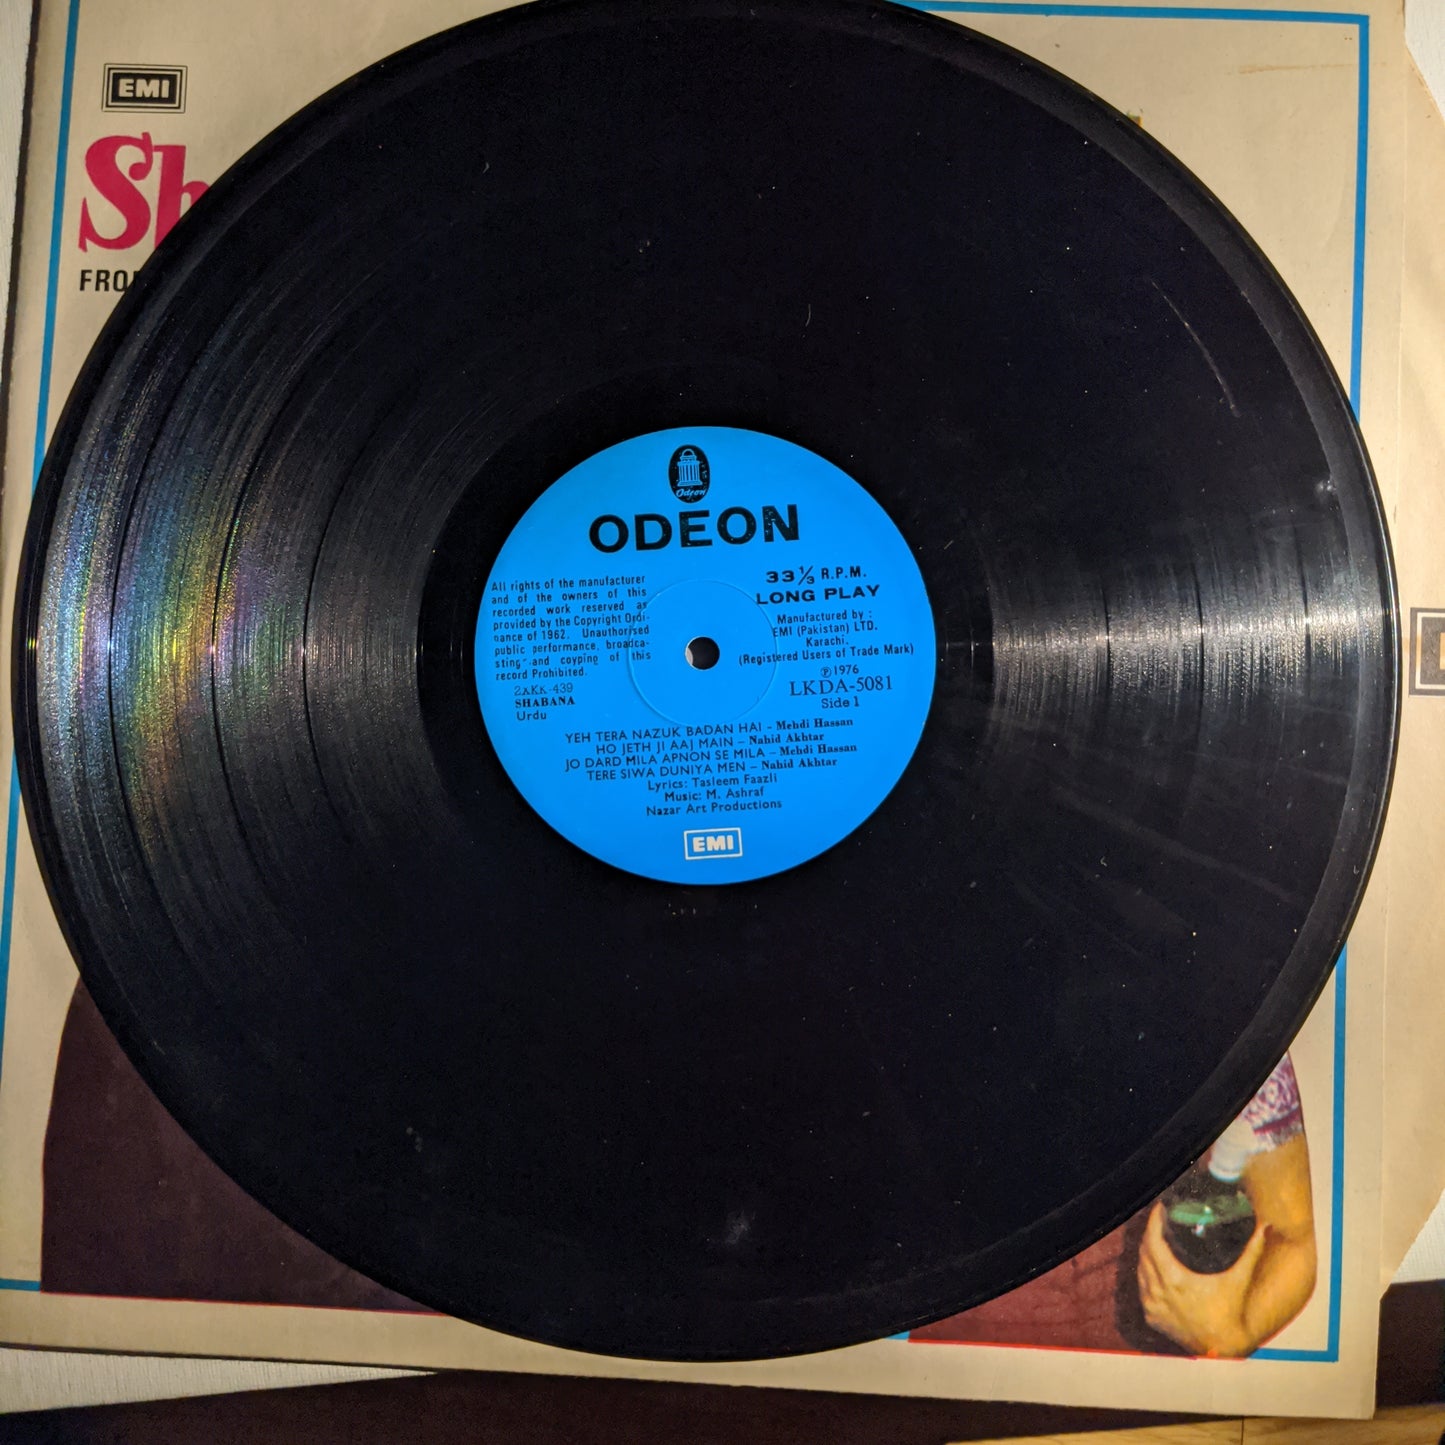 EMI
Sh
FRO
Odeon
ODEON
All rights of the manufacturer
and of the owners of this
recorded work reserved as
provided by the Copyright Ordi-
nance of 1962. Unauthorised
public performance, broadca-
sting and coyping of this
record Prohibited.
2XKK-439
SHABANA
Urdu
33⅓ R.P.M.
LONG PLAY
Manufactured by :
EMI (Pakistan) LTD.
Karachi.
(Registered Users of Trade Mark)
℗1976
LKDA-5081
Side 1
YEH TERA NAZUK BADAN HAI - Mehdi Hassan
HO JETH JI AAJ MAIN – Nahid Akhtar
JO DARD MILA APNON SE MILA – Mehdi Hassan
TERE SIWA DUNIYA MEN – Nahid Akhtar
Lyrics: Tasleem Faazli
Music: M. Ashraf
Nazar Art Productions
EMI